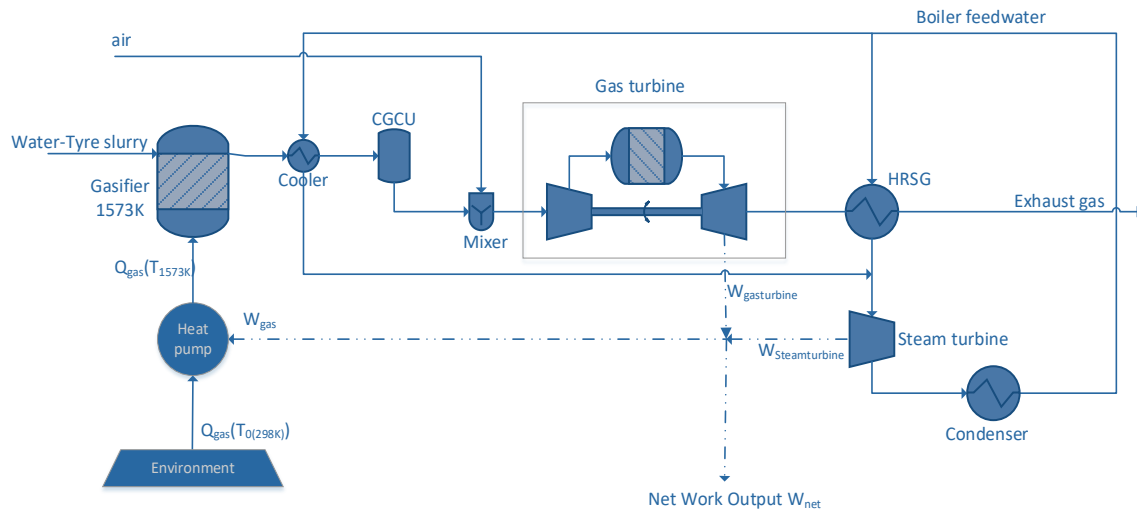 Boiler feedwater
air
Gas turbine
CGCU
Water-Tyre slurry
Gasifier
1573K
Cooler
HRSG
Exhaust gas
Mixer
Qgas(T1573K)
Wgasturbine
Wgas
Heat
pump
WSteamturbine
Steam turbine
Qgas(T0(298K))
Condenser
Environment
Net Work Output Wnet